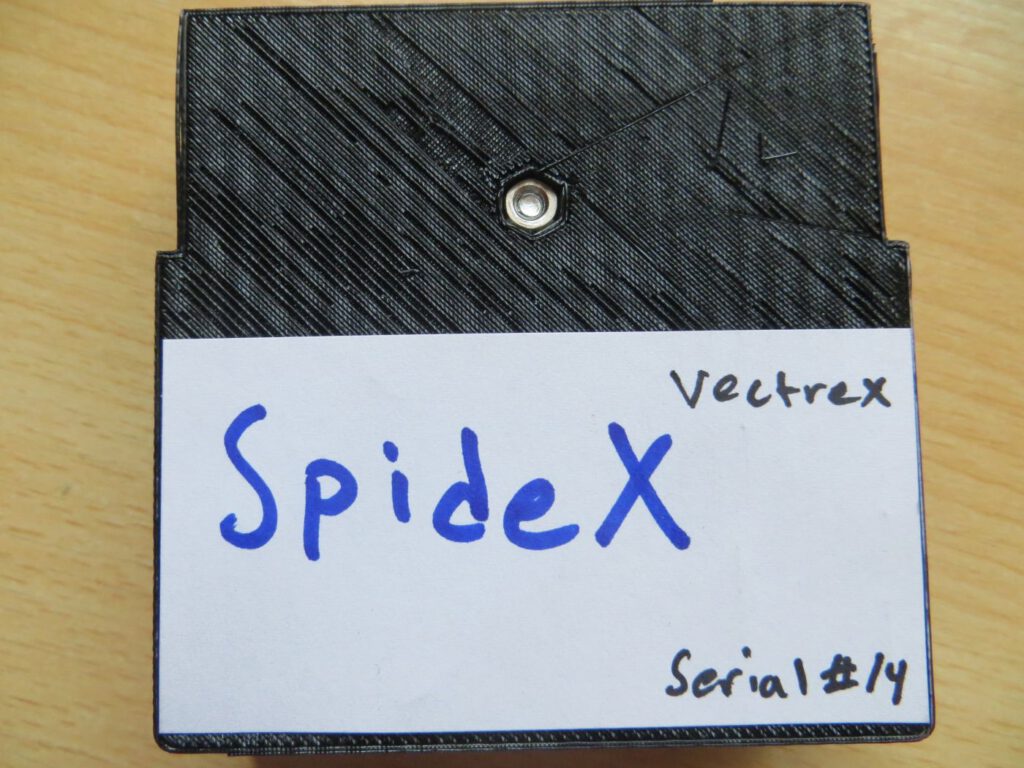 Vectrex
SpideX
Serial #14